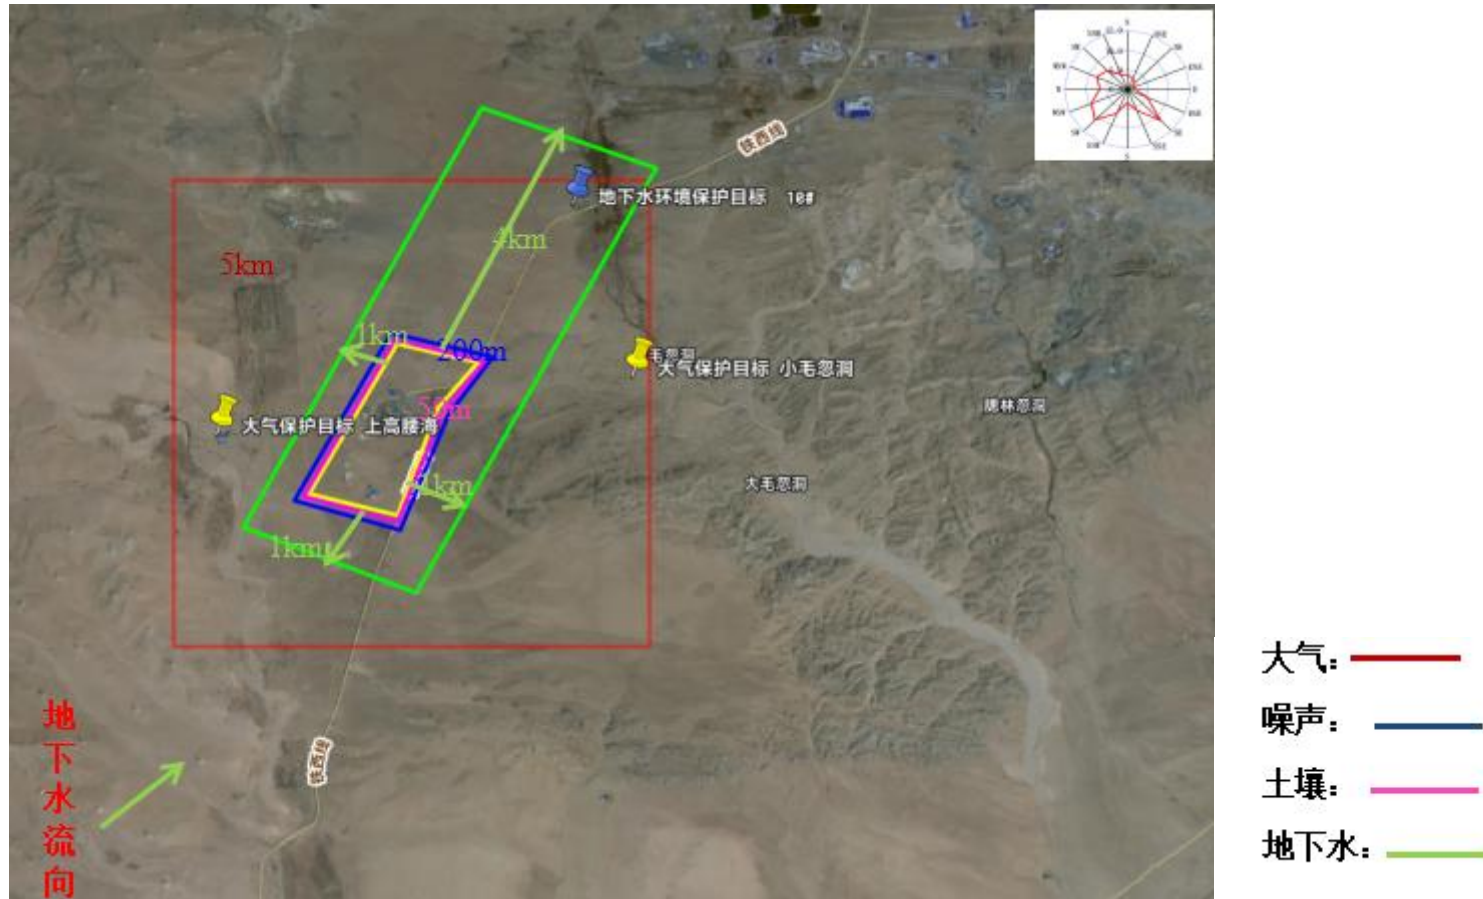 铁西线
地下水环境保护目标 10#
4km
5km
1km
200m
毛忽洞
大气保护目标 小毛忽洞
50m
腮林忽洞
大气保护目标 上高腰海
大毛忽洞
1km
1km
地下水流向
铁西线
大气：
噪声：
土壤：
地下水：